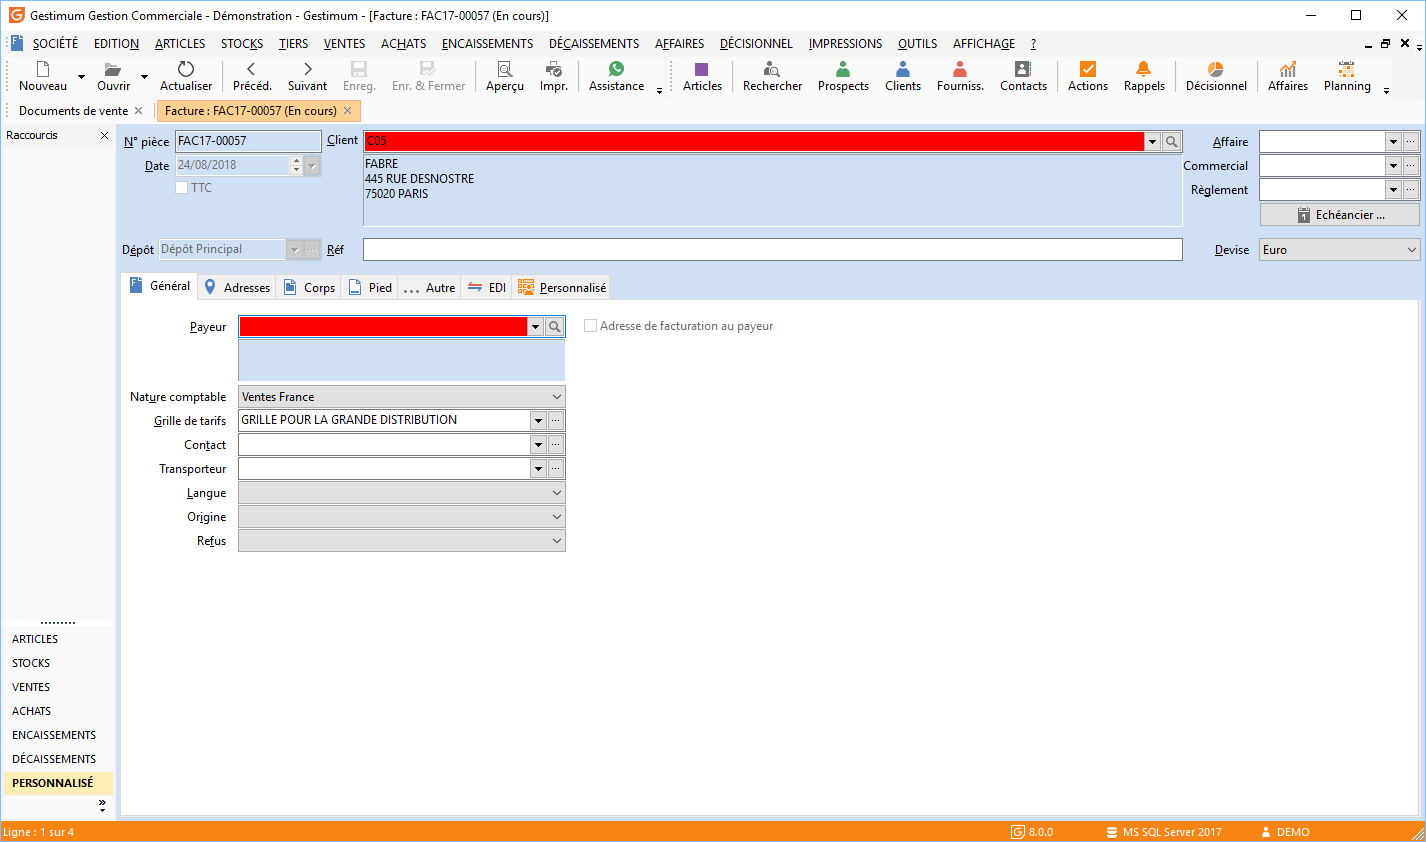 Gestimum Gestion Commerciale - Démonstration - Gestimum - [Facture : FAC17-00057 (En cours)]
SOCIÉTÉ EDITION ARTICLES STOCKS TIERS VENTES ACHATS ENCAISSEMENTS DÉCAISSEMENTS AFFAIRES DÉCISIONNEL IMPRESSIONS OUTILS AFFICHAGE ?
Nouveau Ouvrir Actualiser Précéd. Suivant Enreg. Enr. & Fermer Aperçu Impr. Assistance Articles Rechercher Prospects Clients Fourniss. Contacts Actions Rappels Décisionnel Affaires Planning
Documents de vente Facture : FAC17-00057 (En cours)
Raccourcis
N° pièce FAC17-00057 Client C05 Affaire
Date 24/08/2018 FABRE Commercial
445 RUE DESNOSTRE
TTC 75020 PARIS Règlement
Echéancier ...
Dépôt Dépôt Principal Réf Devise Euro
Général Adresses Corps Pied ... Autre EDI Personnalisé
Payeur Adresse de facturation au payeur
Nature comptable Ventes France
Grille de tarifs GRILLE POUR LA GRANDE DISTRIBUTION
Contact
Transporteur
Langue
Origine
Refus
ARTICLES
STOCKS
VENTES
ACHATS
ENCAISSEMENTS
DÉCAISSEMENTS
PERSONNALISÉ
Ligne : 1 sur 4 8.0.0 MS SQL Server 2017 DEMO